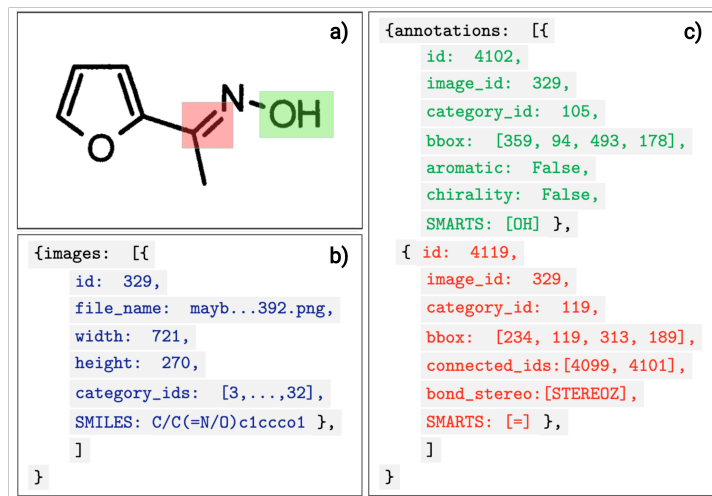 a)
N
OH
O
b)
{images: [{
id: 329,
file_name: mayb...392.png,
width: 721,
height: 270,
category_ids: [3,...,32],
SMILES: C/C(=N/O)c1ccco1 },
]
}
c)
{annotations: [{
id: 4102,
image_id: 329,
category_id: 105,
bbox: [359, 94, 493, 178],
aromatic: False,
chirality: False,
SMARTS: [OH] },
{ id: 4119,
image_id: 329,
category_id: 119,
bbox: [234, 119, 313, 189],
connected_ids:[4099, 4101],
bond_stereo:[STEREOZ],
SMARTS: [=] },
]
}